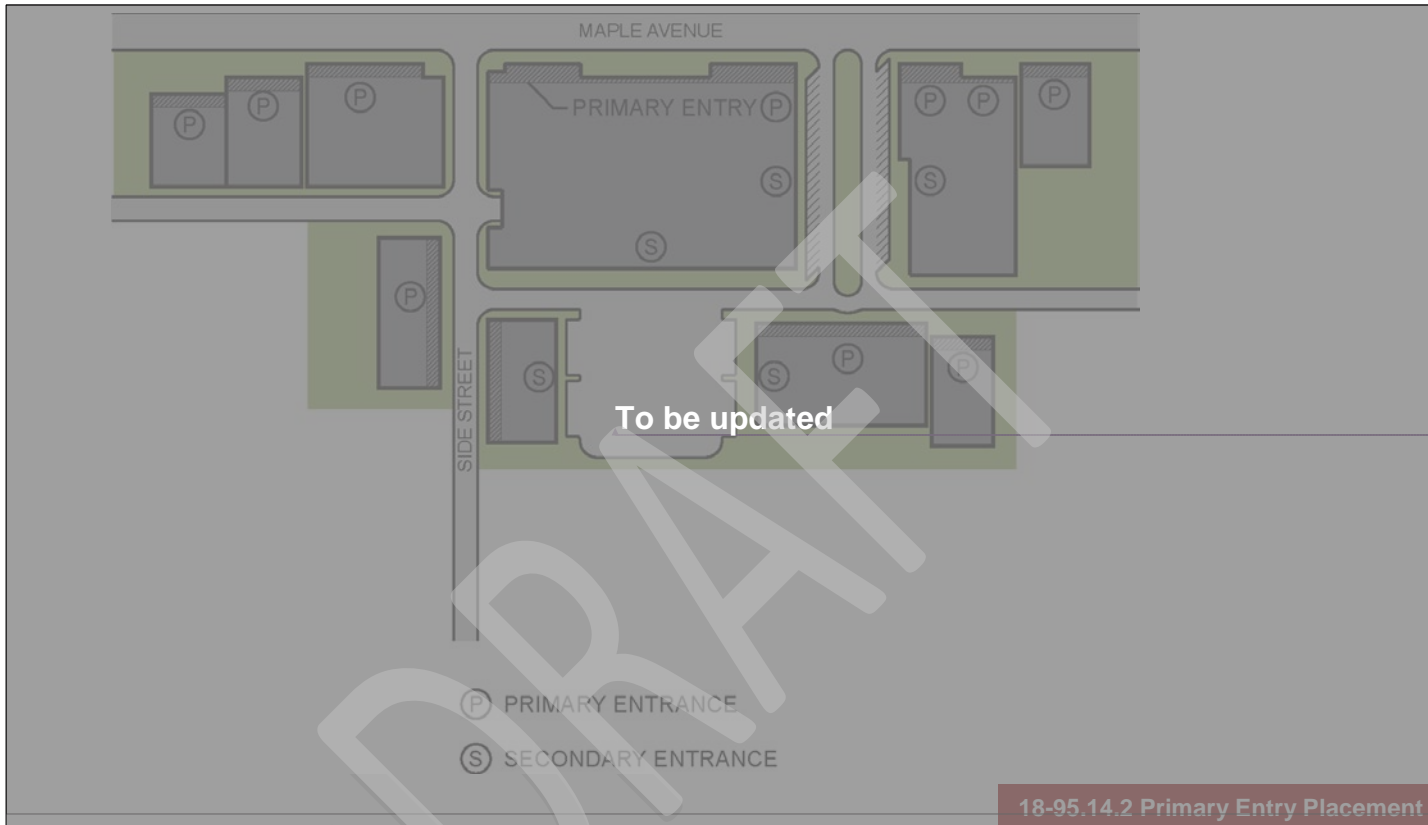 MAPLE AVENUE
P
P
P
PRIMARY ENTRY P
P
P
P
S
S
S
P
SIDE STREET
S
S
P
P
To be updated
DRAFT
P PRIMARY ENTRANCE
S SECONDARY ENTRANCE
18-95.14.2 Primary Entry Placement